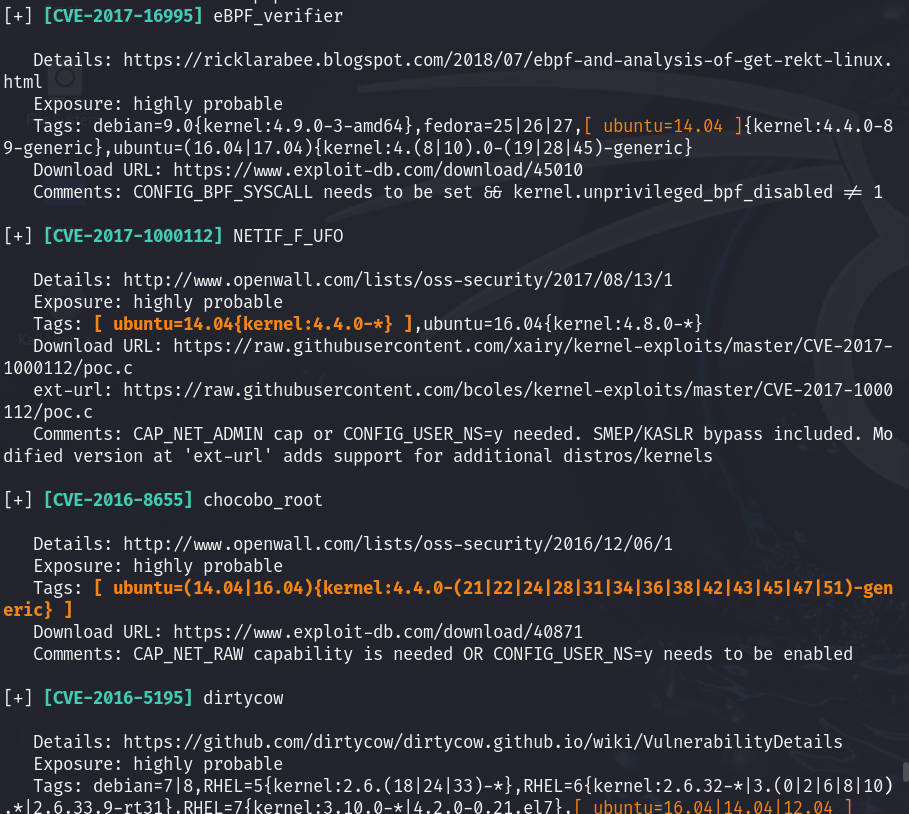 [+] [CVE-2017-16995] eBPF_verifier
Details: https://ricklarabee.blogspot.com/2018/07/ebpf-and-analysis-of-get-rekt-linux.
html
Exposure: highly probable
Tags: debian=9.0{kernel:4.9.0-3-amd64},fedora=25|26|27,[ ubuntu=14.04 ]{kernel:4.4.0-8
9-generic},ubuntu=(16.04|17.04){kernel:4.(8|10).0-(19|28|45)-generic}
Download URL: https://www.exploit-db.com/download/45010
Comments: CONFIG_BPF_SYSCALL needs to be set && kernel.unprivileged_bpf_disabled != 1
[+] [CVE-2017-1000112] NETIF_F_UFO
Details: http://www.openwall.com/lists/oss-security/2017/08/13/1
Exposure: highly probable
Tags: [ ubuntu=14.04{kernel:4.4.0-*} ],ubuntu=16.04{kernel:4.8.0-*}
Download URL: https://raw.githubusercontent.com/xairy/kernel-exploits/master/CVE-2017-
1000112/poc.c
ext-url: https://raw.githubusercontent.com/bcoles/kernel-exploits/master/CVE-2017-1000
112/poc.c
Comments: CAP_NET_ADMIN cap or CONFIG_USER_NS=y needed. SMEP/KASLR bypass included. Mo
dified version at 'ext-url' adds support for additional distros/kernels
[+] [CVE-2016-8655] chocobo_root
Details: http://www.openwall.com/lists/oss-security/2016/12/06/1
Exposure: highly probable
Tags: [ ubuntu=(14.04|16.04){kernel:4.4.0-(21|22|24|28|31|34|36|38|42|43|45|47|51)-gen
eric} ]
Download URL: https://www.exploit-db.com/download/40871
Comments: CAP_NET_RAW capability is needed OR CONFIG_USER_NS=y needs to be enabled
[+] [CVE-2016-5195] dirtycow
Details: https://github.com/dirtycow/dirtycow.github.io/wiki/VulnerabilityDetails
Exposure: highly probable
Tags: debian=7|8,RHEL=5{kernel:2.6.(18|24|33)-*},RHEL=6{kernel:2.6.32-*|3.(0|2|6|8|10)
.*|2.6.33.9-rt31},RHEL=7{kernel:3.10.0-*|4.2.0-0.21.el7},[ ubuntu=16.04|14.04|12.04 ]